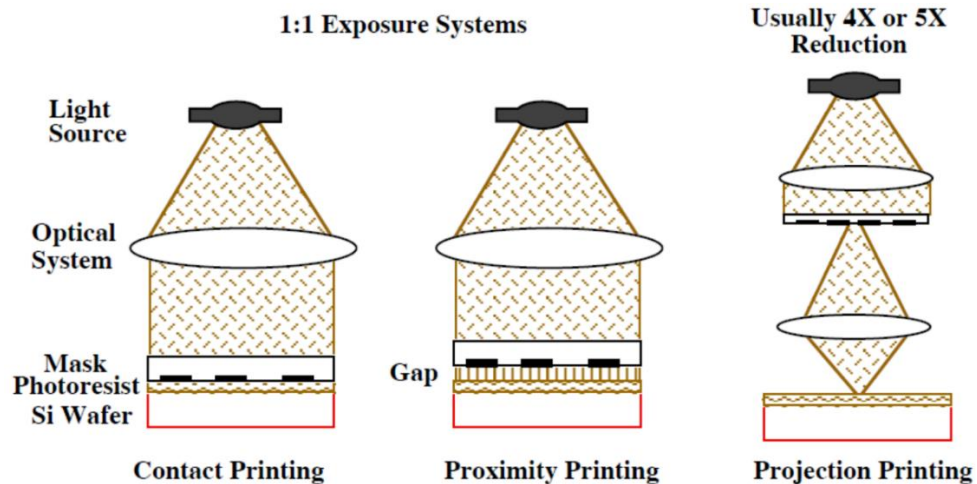 1:1 Exposure Systems
Usually 4X or 5X
Reduction
Light
Source
Optical
System
Mask
Photoresist
Si Wafer
Gap
Contact Printing
Proximity Printing
Projection Printing